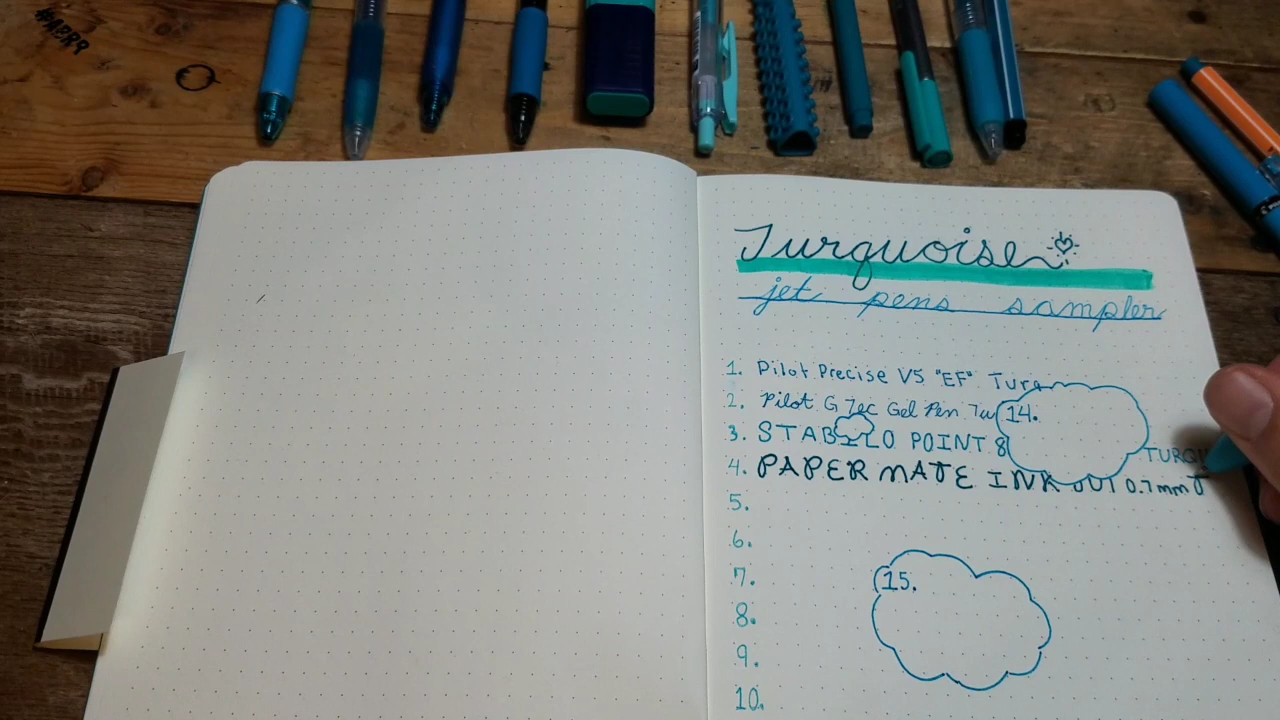 Turquoise
jet pens sampler
1. Pilot Precise V5 "EF" Turq
2. Pilot G Tec Gel Pen Tu
14.
3. STABILO POINT 8
TURQ
4. PAPER MATE INK JOY 0.7mm
5.
6.
7.
15.
8.
9.
10.